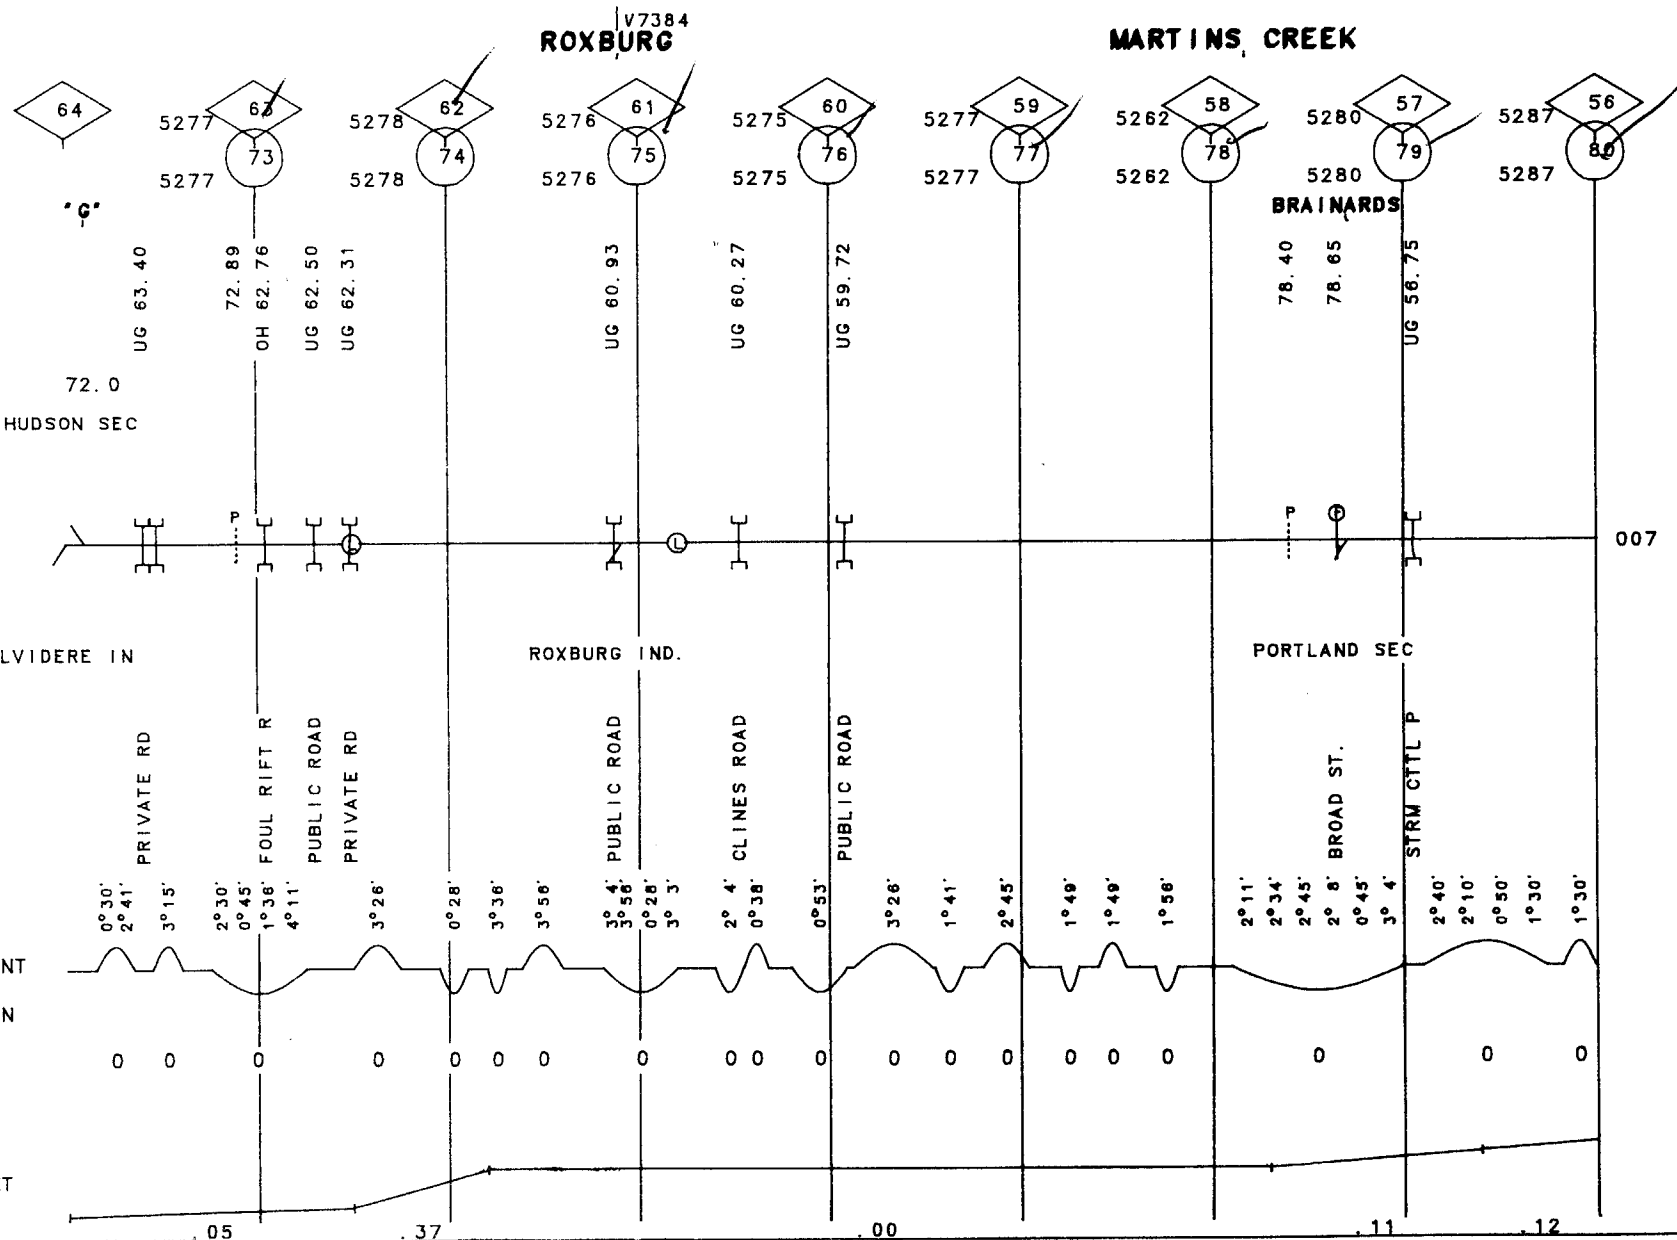 V7384
ROXBURG MARTINS CREEK
64 63 62 61 60 59 58 57 56
5277 5278 5276 5275 5277 5262 5280 5287
73 74 75 76 77 78 79 80
5277 5278 5276 5275 5277 5262 5280 5287
"G" BRAINARDS
UG 63.40
72.89
OH 62.76
UG 62.50
UG 62.31
UG 60.93
UG 60.27
UG 59.72
78.40
78.65
UG 56.75
72.0
HUDSON SEC
P P F
L L 007
LVIDERE IN ROXBURG IND. PORTLAND SEC
PRIVATE RD
FOUL RIFT R
PUBLIC ROAD
PRIVATE RD
PUBLIC ROAD
CLINES ROAD
PUBLIC ROAD
BROAD ST.
STRM CTTL P
0°30'
2°41'
3°15'
2°30'
0°45'
1°36'
4°11'
3°26'
0°28'
3°36'
3°56'
3° 4'
3°56'
0°28'
3° 3'
2° 4'
0°38'
0°53'
3°26'
1°41'
2°45'
1°49'
1°49'
1°56'
2°11'
2°34'
2°45'
2° 8'
0°45'
3° 4'
2°40'
2°10'
0°50'
1°30'
1°30'
NT
N
0 0 0 0 0 0 0 0 0 0 0 0 0 0 0 0 0 0 0 0
T
.05 .37 .00 .11 .12